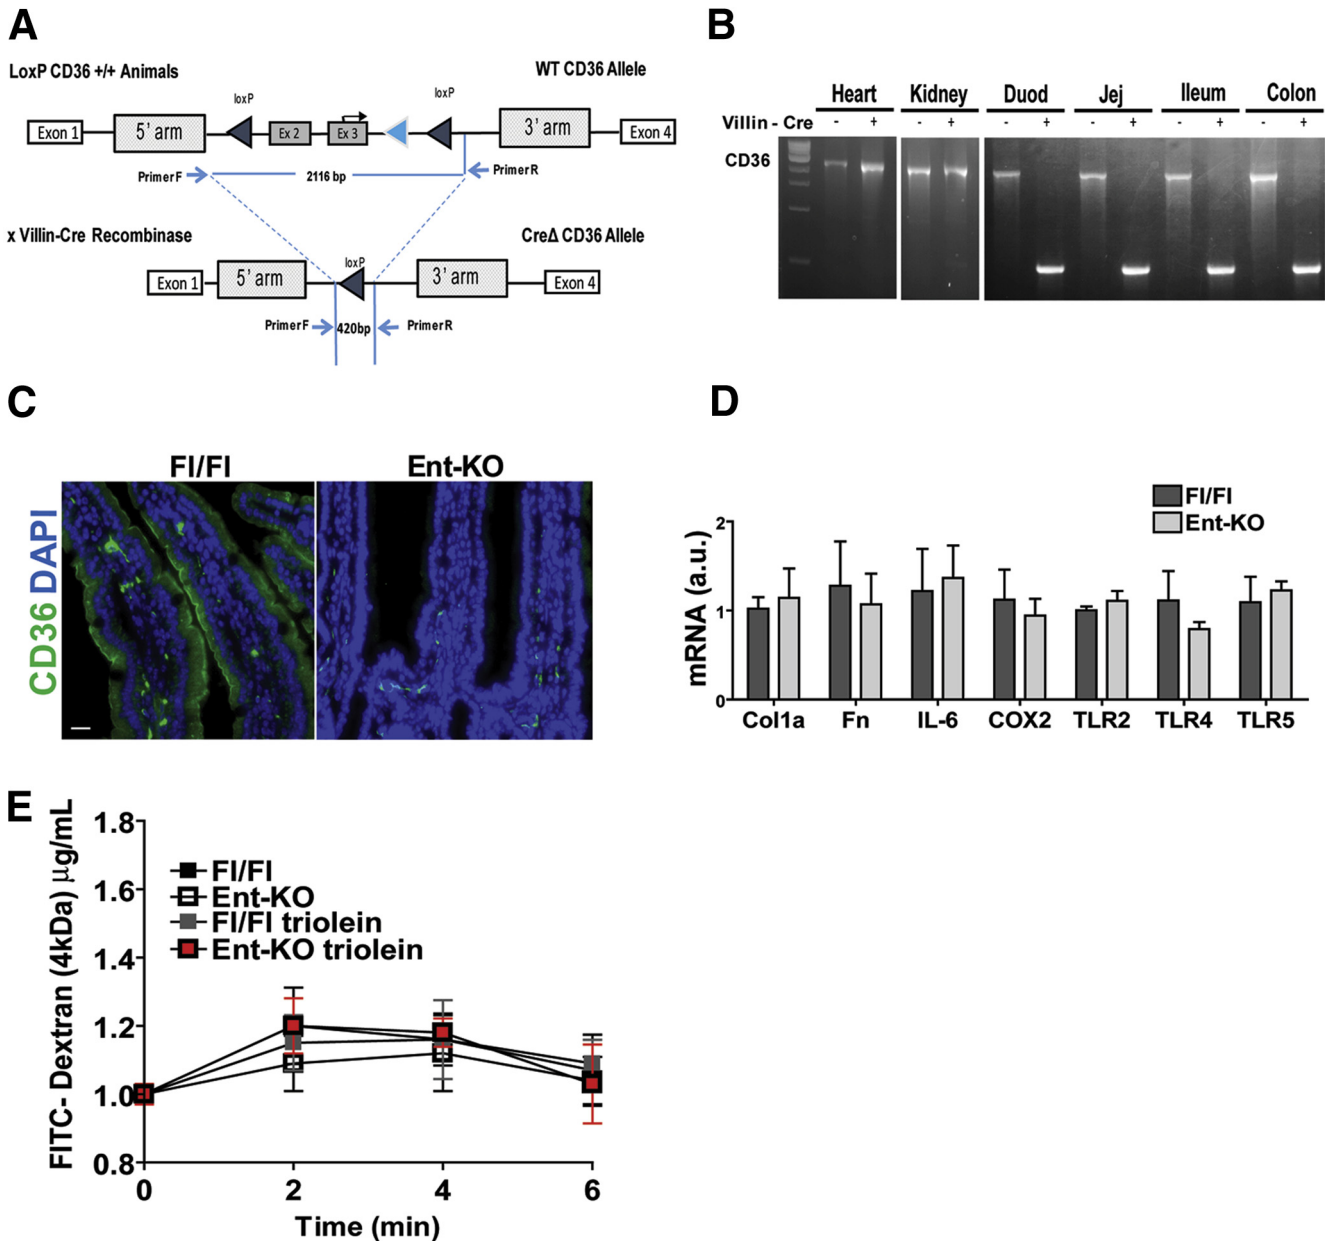 A
LoxP CD36 +/+ Animals
WT CD36 Allele
loxP
loxP
Exon 1
5' arm
Ex 2
Ex 3
3' arm
Exon 4
Primer F
2116 bp
Primer R
x Villin-Cre Recombinase
CreΔ CD36 Allele
loxP
Exon 1
5' arm
3' arm
Exon 4
Primer F
420bp
Primer R
B
Heart Kidney Duod Jej Ileum Colon
Villin - Cre - + - + - + - + - + - +
CD36
C
Fl/Fl
Ent-KO
CD36 DAPI
D
Fl/Fl
Ent-KO
mRNA (a.u.)
2
1
0
Col1a Fn IL-6 COX2 TLR2 TLR4 TLR5
E
FITC- Dextran (4kDa) µg/mL
1.8
1.6
1.4
1.2
1.0
0.8
Fl/Fl
Ent-KO
Fl/Fl triolein
Ent-KO triolein
0 2 4 6
Time (min)